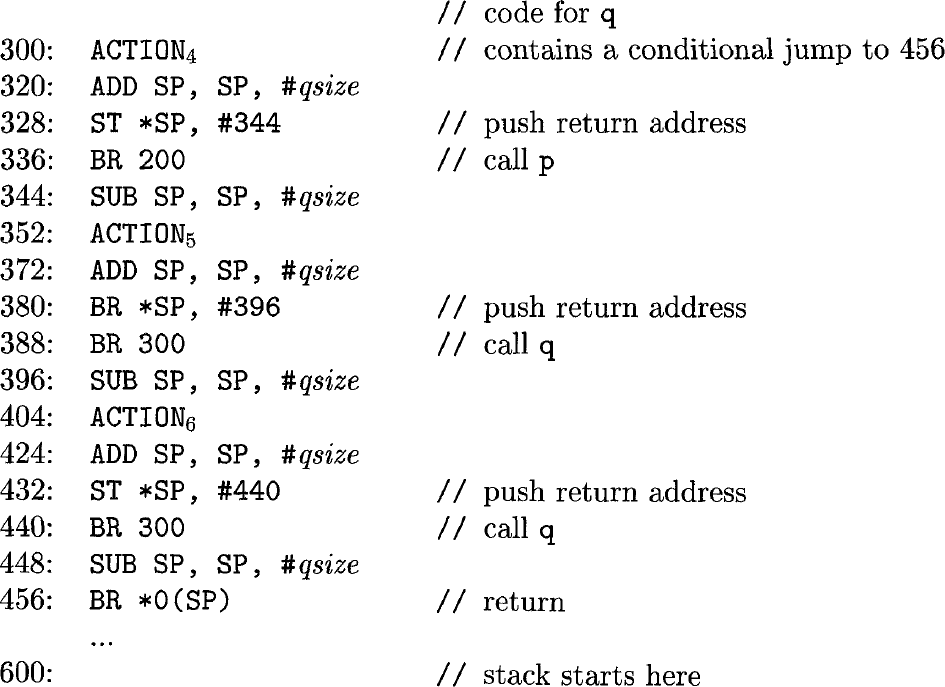 // code for q
300: ACTION₄ // contains a conditional jump to 456
320: ADD SP, SP, #qsize
328: ST *SP, #344 // push return address
336: BR 200 // call p
344: SUB SP, SP, #qsize
352: ACTION₅
372: ADD SP, SP, #qsize
380: BR *SP, #396 // push return address
388: BR 300 // call q
396: SUB SP, SP, #qsize
404: ACTION₆
424: ADD SP, SP, #qsize
432: ST *SP, #440 // push return address
440: BR 300 // call q
448: SUB SP, SP, #qsize
456: BR *0(SP) // return
...
600: // stack starts here